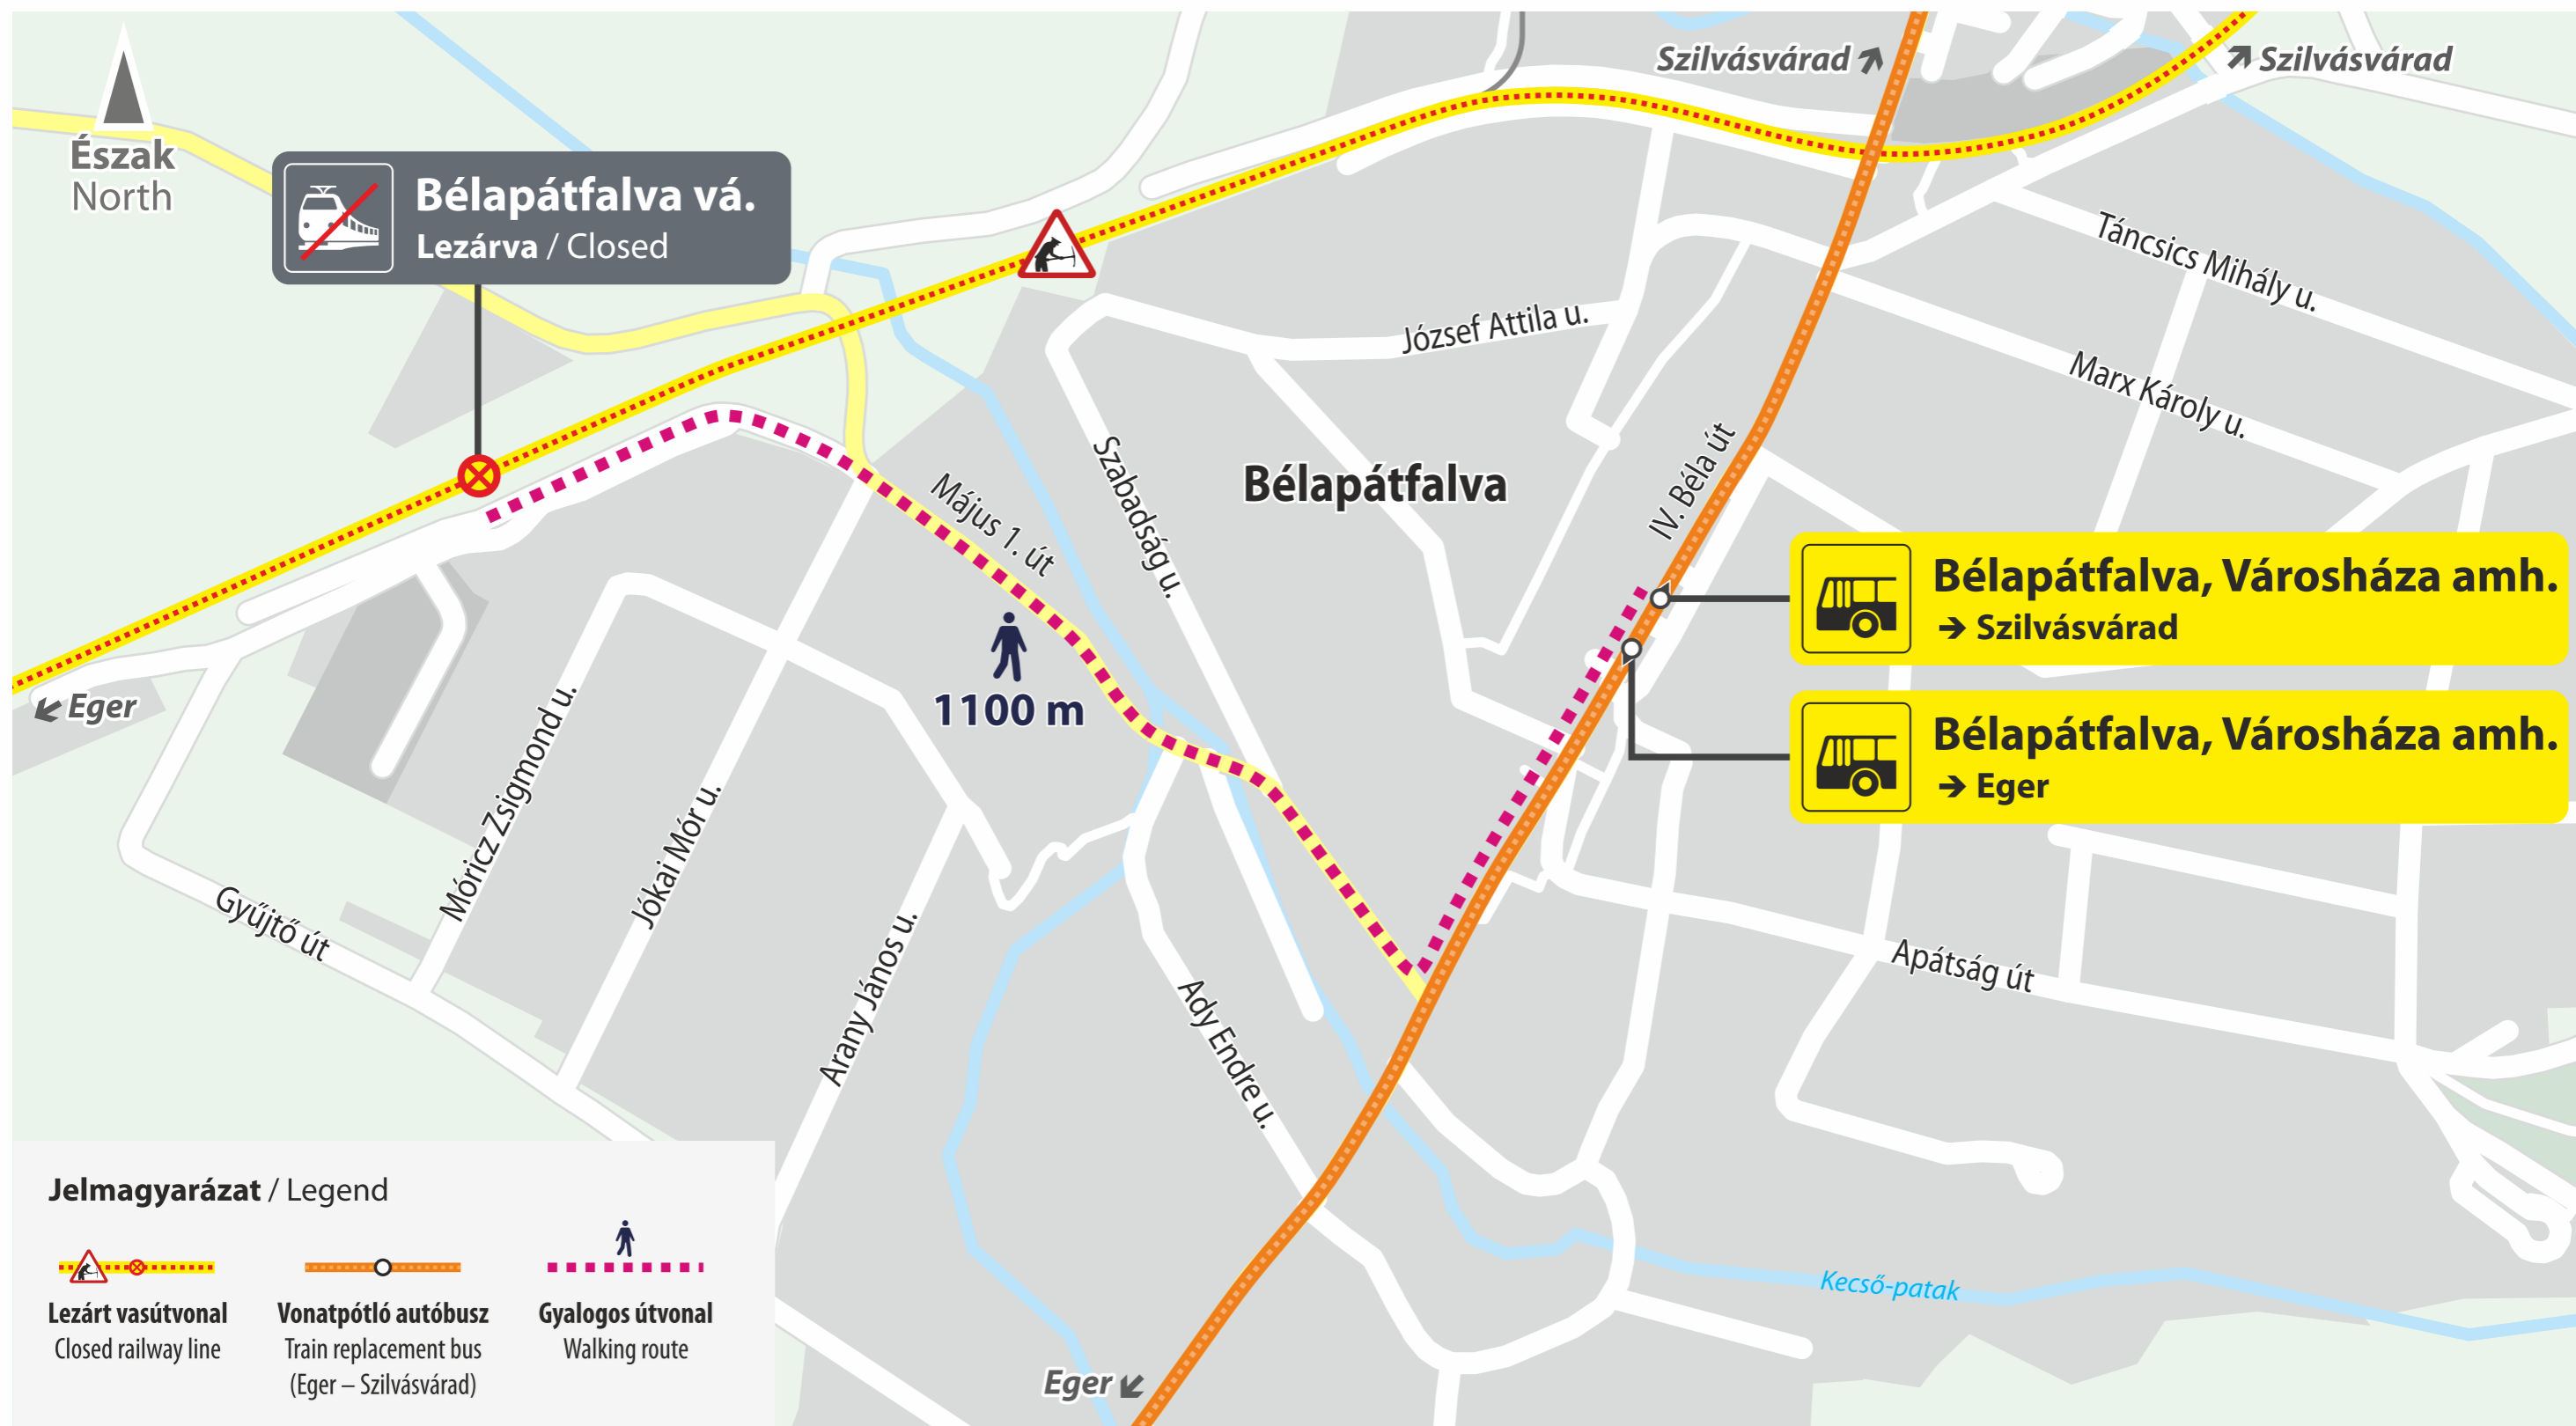 Szilvásvárad
Szilvásvárad
Észak
North
Bélapátfalva vá.
Lezárva / Closed
Táncsics Mihály u.
József Attila u.
Marx Károly u.
IV. Béla út
Szabadság u.
Bélapátfalva
Május 1. út
Bélapátfalva, Városháza amh.
➔ Szilvásvárad
1100 m
Bélapátfalva, Városháza amh.
➔ Eger
Eger
Móricz Zsigmond u.
Jókai Mór u.
Gyűjtő út
Arany János u.
Apátság út
Ady Endre u.
Kecső-patak
Eger
Jelmagyarázat / Legend
Lezárt vasútvonal
Closed railway line
Vonatpótló autóbusz
Train replacement bus
(Eger – Szilvásvárad)
Gyalogos útvonal
Walking route